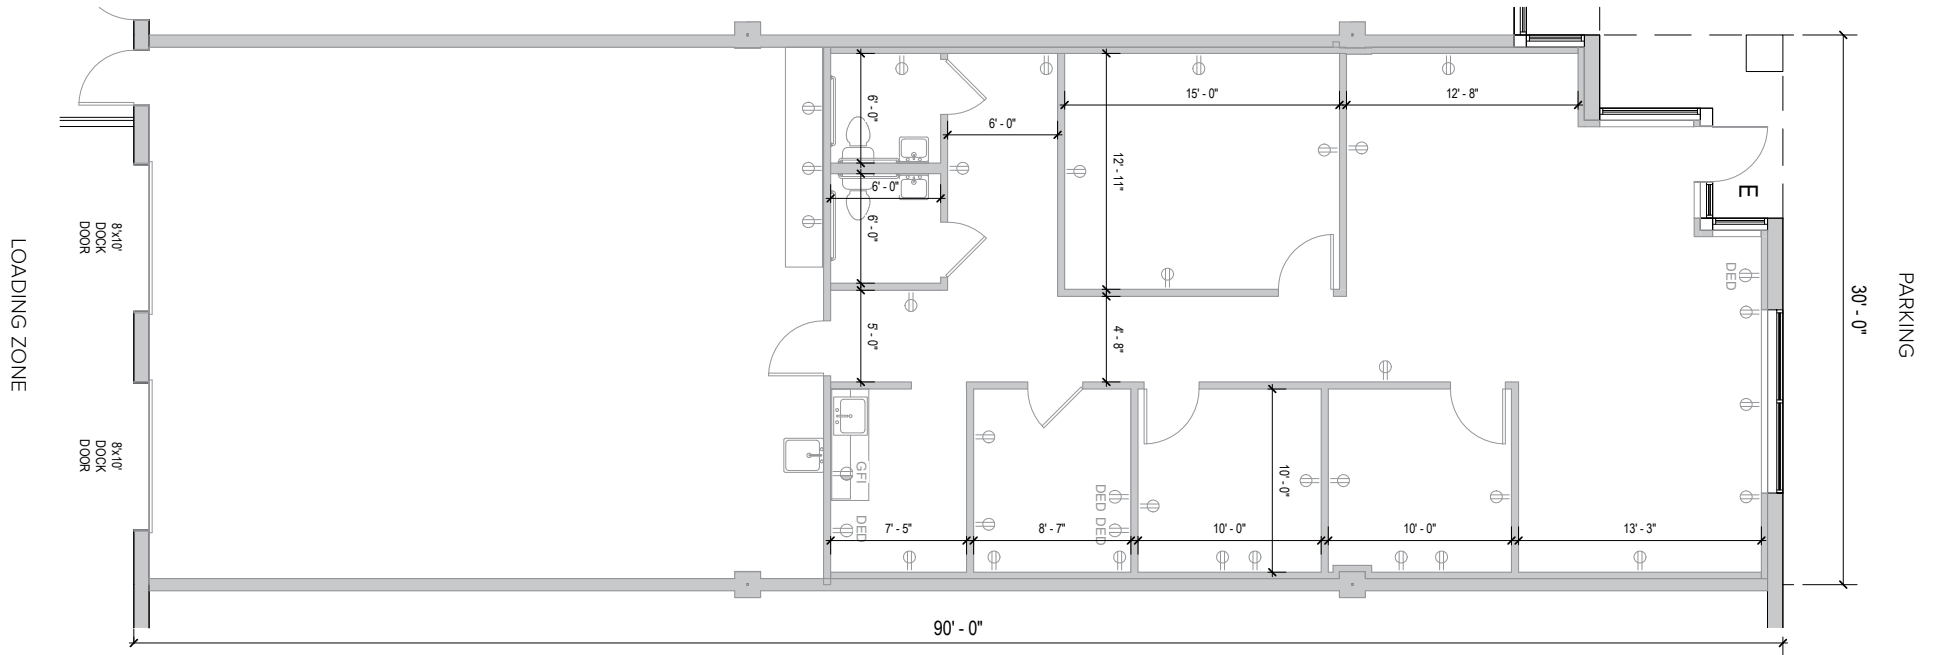 15' - 0"
12' - 8"
6' - 0"
6' - 0"
12' - 11"
6' - 0"
6' - 0"
E
8'x10'
DOCK
DOOR
LOADING ZONE
DED
PARKING
30' - 0"
5' - 0"
4' - 8"
8'x10'
DOCK
DOOR
GFI
DED
DED DED
10' - 0"
7' - 5"
8' - 7"
10' - 0"
10' - 0"
13' - 3"
90' - 0"